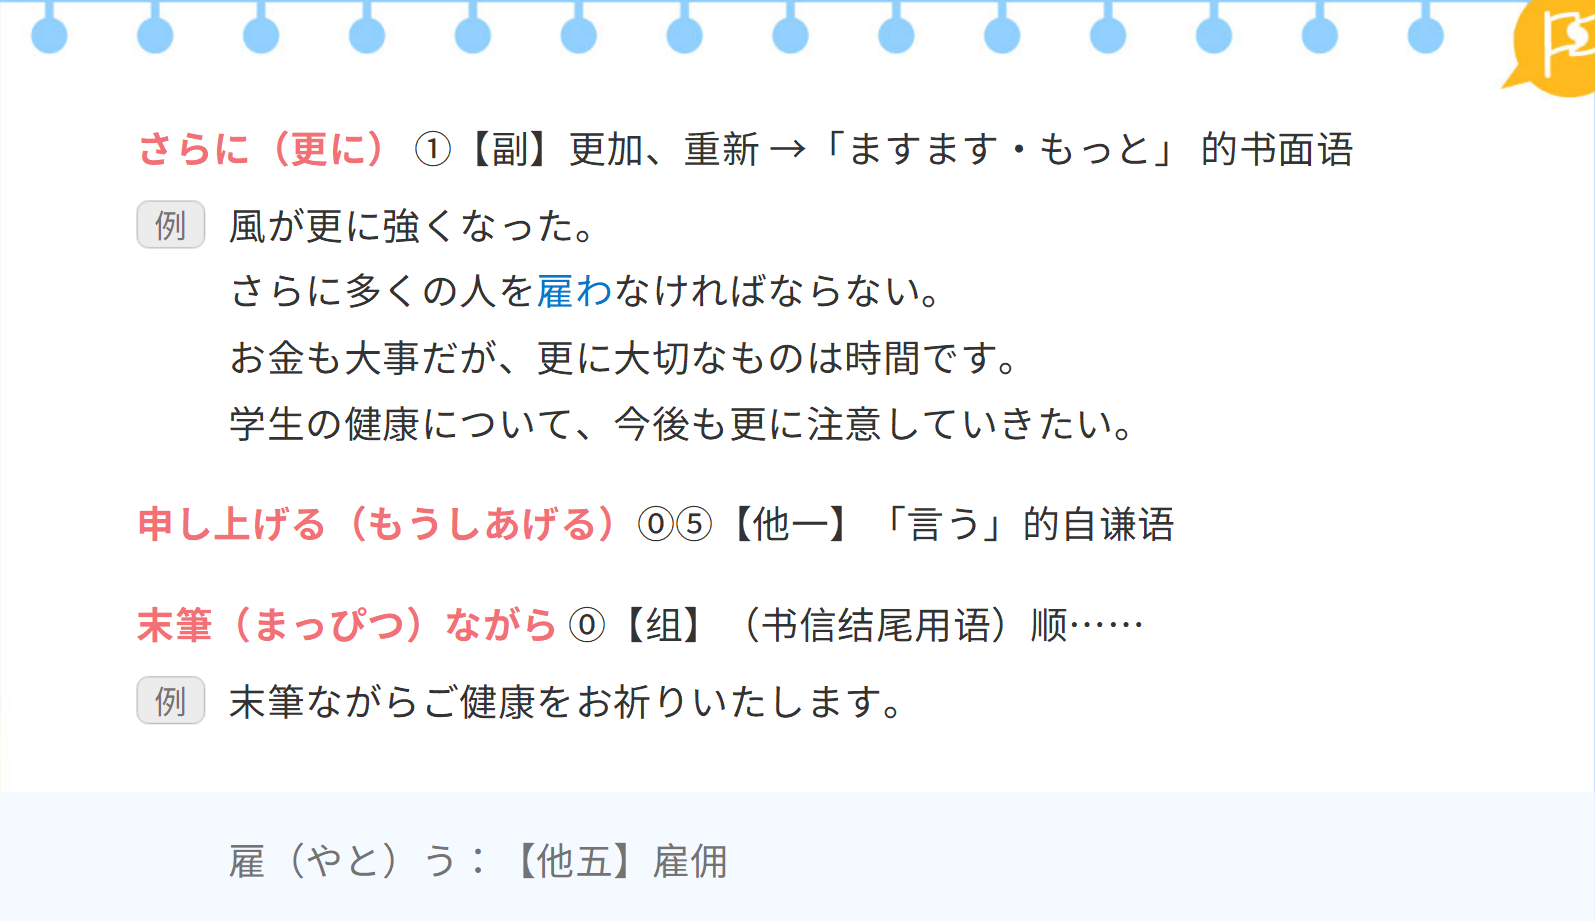 さらに（更に） ①【副】更加、重新 →「ますます・もっと」 的书面语
例 風が更に強くなった。
さらに多くの人を雇わなければならない。
お金も大事だが、更に大切なものは時間です。
学生の健康について、今後も更に注意していきたい。
申し上げる（もうしあげる）⓪⑤【他一】「言う」的自谦语
末筆（まっぴつ）ながら ⓪【组】（书信结尾用语）顺……
例 末筆ながらご健康をお祈りいたします。
雇（やと）う：【他五】雇佣